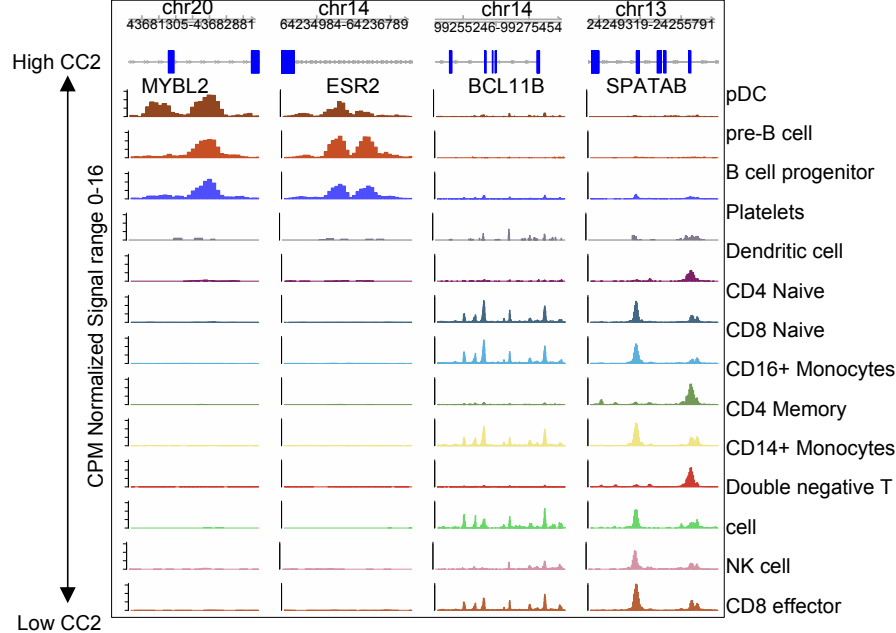 chr20 chr14 chr14 chr13
43681305-43682881 64234984-64236789 99255246-99275454 24249319-24255791
High CC2
MYBL2 ESR2 BCL11B SPATAB
pDC
pre-B cell
B cell progenitor
Platelets
Dendritic cell
CD4 Naive
CD8 Naive
CD16+ Monocytes
CD4 Memory
CD14+ Monocytes
Double negative T
cell
NK cell
CD8 effector
CPM Normalized Signal range 0-16
Low CC2